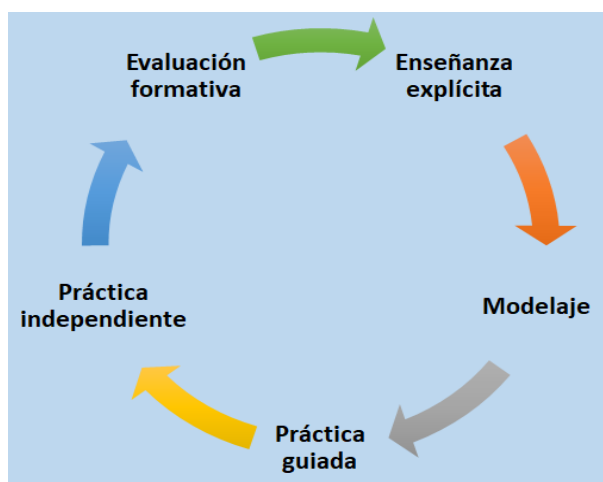 Evaluación
formativa
Enseñanza
explícita
Modelaje
Práctica
guiada
Práctica
independiente